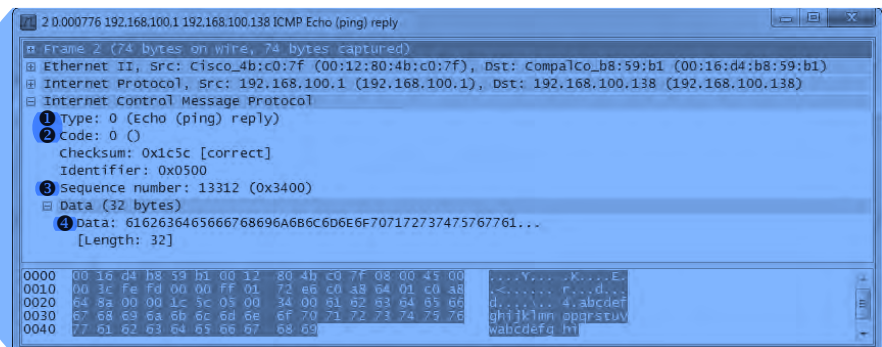 2 0.000776 192.168.100.1 192.168.100.138 ICMP Echo (ping) reply
Frame 2 (74 bytes on wire, 74 bytes captured)
Ethernet II, Src: Cisco_4b:c0:7f (00:12:80:4b:c0:7f), Dst: CompalCo_b8:59:b1 (00:16:d4:b8:59:b1)
Internet Protocol, Src: 192.168.100.1 (192.168.100.1), Dst: 192.168.100.138 (192.168.100.138)
Internet Control Message Protocol
1 Type: 0 (Echo (ping) reply)
2 Code: 0 ()
Checksum: 0x1c5c [correct]
Identifier: 0x0500
3 Sequence number: 13312 (0x3400)
Data (32 bytes)
4 Data: 6162636465666768696A6B6C6D6E6F707172737475767761...
[Length: 32]
0000 00 16 d4 b8 59 b1 00 12 80 4b c0 7f 08 00 45 00 ....Y... .K....E.
0010 00 3c fe fd 00 00 ff 01 72 e6 c0 a8 64 01 c0 a8 .<...... r...d...
0020 64 8a 00 00 1c 5c 05 00 34 00 61 62 63 64 65 66 d....\.. 4.abcdef
0030 67 68 69 6a 6b 6c 6d 6e 6f 70 71 72 73 74 75 76 ghijklmn opqrstuv
0040 77 61 62 63 64 65 66 67 68 69 wabcdefg hi